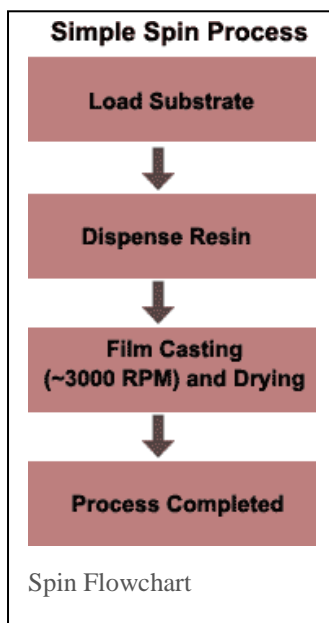 Simple Spin Process
Load Substrate
Dispense Resin
Film Casting
(~3000 RPM) and Drying
Process Completed
Spin Flowchart